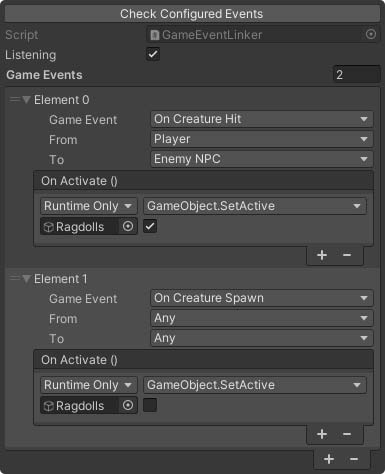 Check Configured Events
Script GameEventLinker
Listening
Game Events 2
Element 0
Game Event On Creature Hit
From Player
To Enemy NPC
On Activate ()
Runtime Only GameObject.SetActive
Ragdolls
+ −
Element 1
Game Event On Creature Spawn
From Any
To Any
On Activate ()
Runtime Only GameObject.SetActive
Ragdolls
+ −
+ −